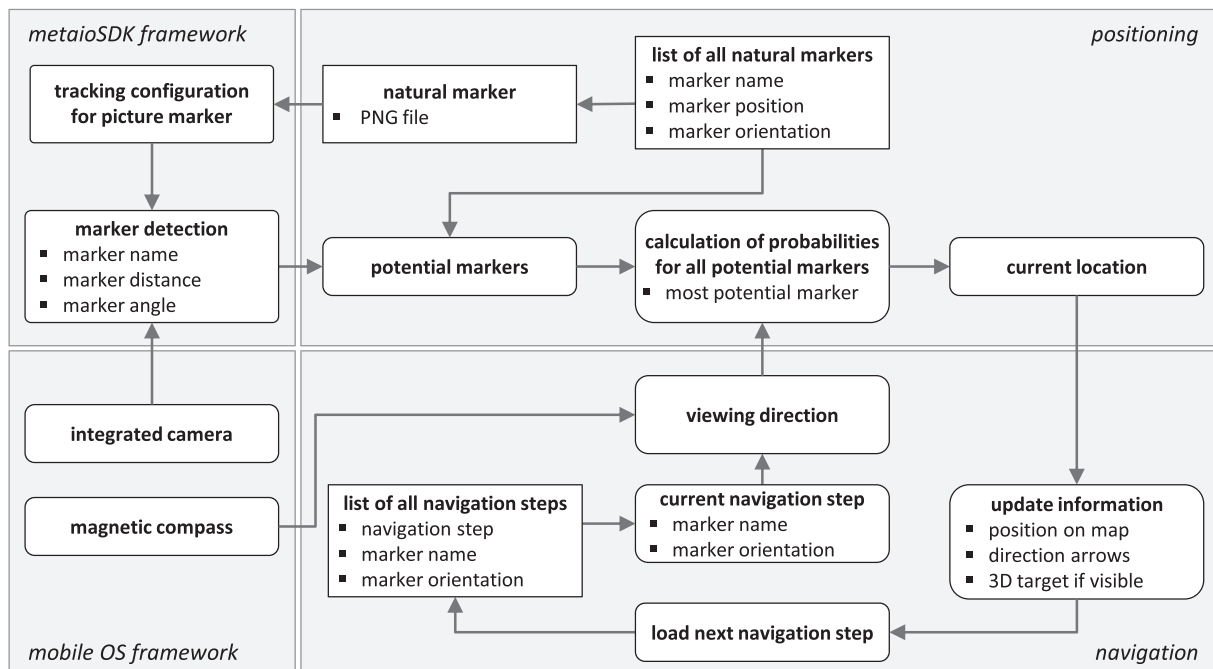 metaioSDK framework
positioning
tracking configuration
for picture marker
natural marker
▪ PNG file
list of all natural markers
▪ marker name
▪ marker position
▪ marker orientation
marker detection
▪ marker name
▪ marker distance
▪ marker angle
potential markers
calculation of probabilities
for all potential markers
▪ most potential marker
current location
integrated camera
magnetic compass
viewing direction
list of all navigation steps
▪ navigation step
▪ marker name
▪ marker orientation
current navigation step
▪ marker name
▪ marker orientation
update information
▪ position on map
▪ direction arrows
▪ 3D target if visible
load next navigation step
mobile OS framework
navigation